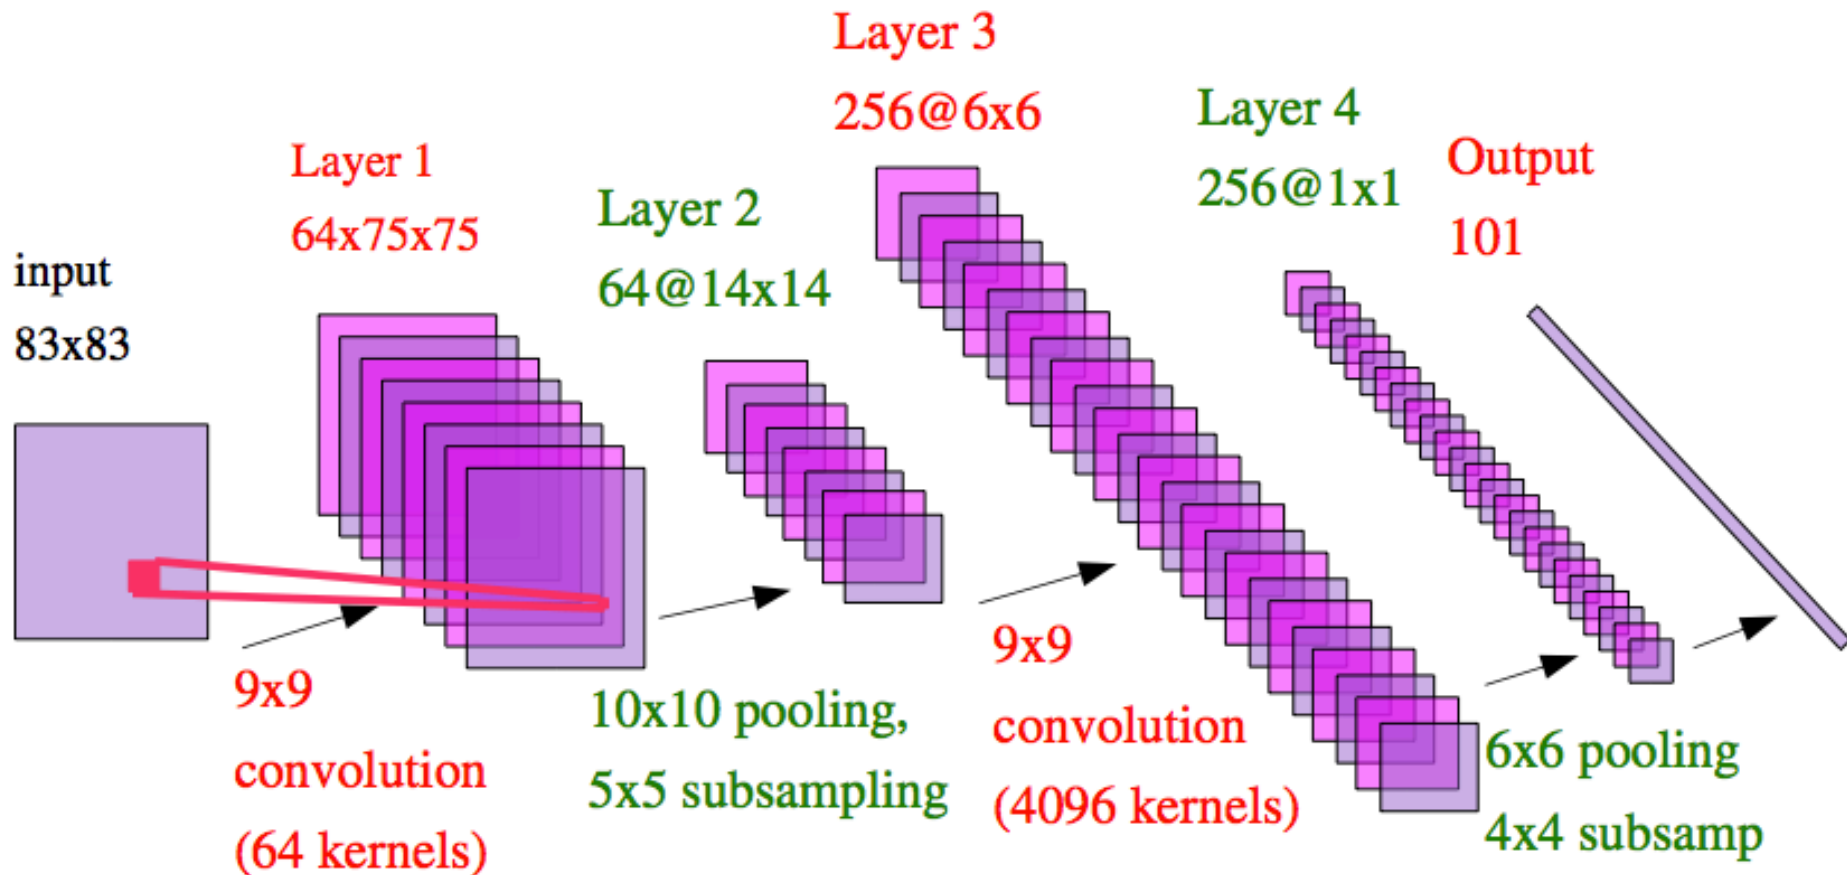 input
83x83
Layer 1
64x75x75
9x9
convolution
(64 kernels)
Layer 2
64@14x14
10x10 pooling,
5x5 subsampling
Layer 3
256@6x6
9x9
convolution
(4096 kernels)
Layer 4
256@1x1
6x6 pooling
4x4 subsamp
Output
101